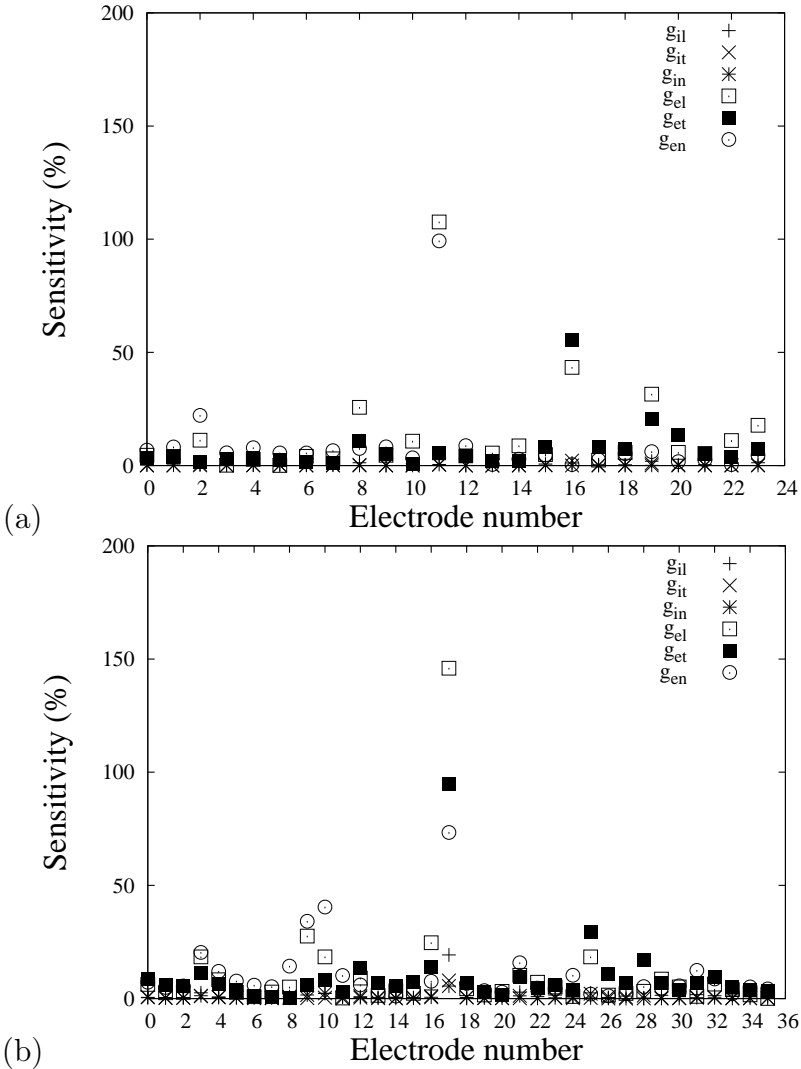 200
150
100
50
0
Sensitivity (%)
g_il
g_it
g_in
g_el
g_et
g_en
0 2 4 6 8 10 12 14 16 18 20 22 24
Electrode number
(a)
200
150
100
50
0
Sensitivity (%)
g_il
g_it
g_in
g_el
g_et
g_en
0 2 4 6 8 10 12 14 16 18 20 22 24 26 28 30 32 34 36
Electrode number
(b)